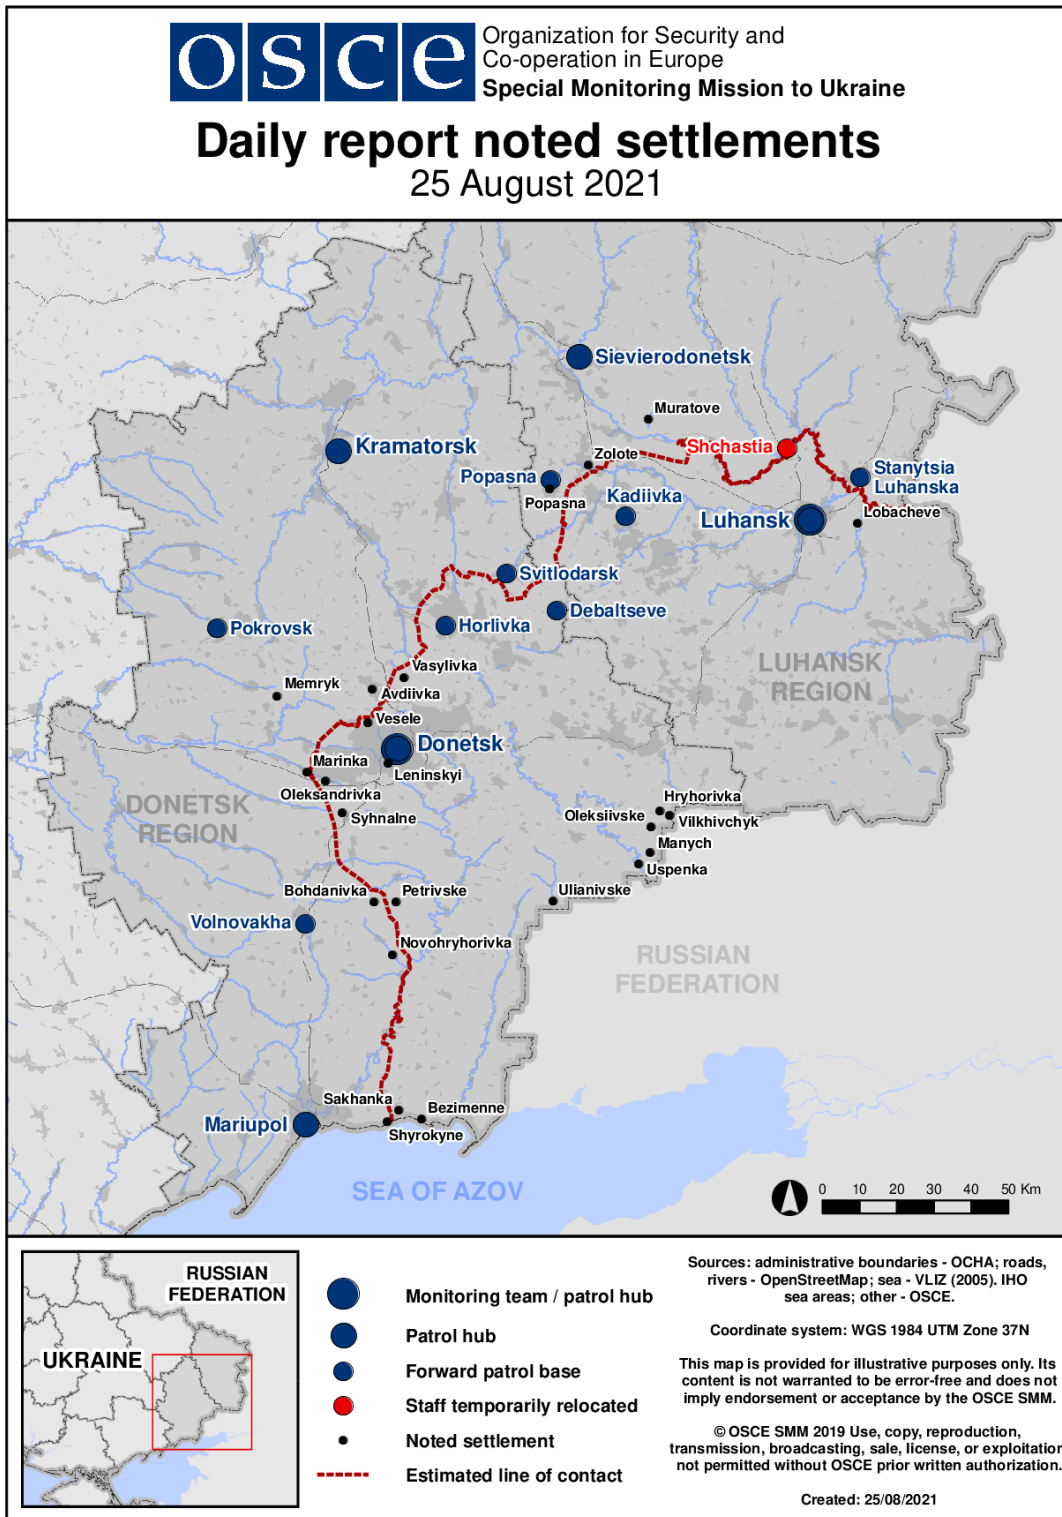 osce
Organization for Security and
Co-operation in Europe
Special Monitoring Mission to Ukraine
Daily report noted settlements
25 August 2021
Sievierodonetsk
Muratove
Kramatorsk
Shchastia
Zolote
Popasna
Popasna
Stanytsia
Luhanska
Kadiivka
Luhansk
Lobacheve
Svitlodarsk
Debaltseve
Pokrovsk
Horlivka
LUHANSK
REGION
Vasylivka
Memryk
Avdiivka
Vesele
Donetsk
Marinka
Leninskyi
Oleksandrivka
DONETSK
REGION
Syhnalne
Hryhorivka
Oleksiivske
Vilkhivchyk
Manych
Uspenka
Bohdanivka
Petrivske
Ulianivske
Volnovakha
Novohryhorivka
RUSSIAN
FEDERATION
Sakhanka
Bezimenne
Mariupol
Shyrokyne
SEA OF AZOV
0 10 20 30 40 50 Km
RUSSIAN
FEDERATION
UKRAINE
Monitoring team / patrol hub
Patrol hub
Forward patrol base
Staff temporarily relocated
Noted settlement
Estimated line of contact
Sources: administrative boundaries - OCHA; roads,
rivers - OpenStreetMap; sea - VLIZ (2005). IHO
sea areas; other - OSCE.
Coordinate system: WGS 1984 UTM Zone 37N
This map is provided for illustrative purposes only. Its
content is not warranted to be error-free and does not
imply endorsement or acceptance by the OSCE SMM.
© OSCE SMM 2019 Use, copy, reproduction,
transmission, broadcasting, sale, license, or exploitation
not permitted without OSCE prior written authorization.
Created: 25/08/2021